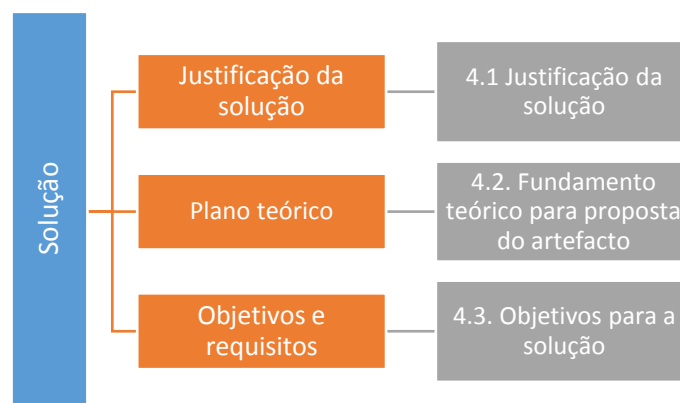 Solução
Justificação da
solução
4.1 Justificação da
solução
Plano teórico
4.2. Fundamento
teórico para proposta
do artefacto
Objetivos e
requisitos
4.3. Objetivos para a
solução